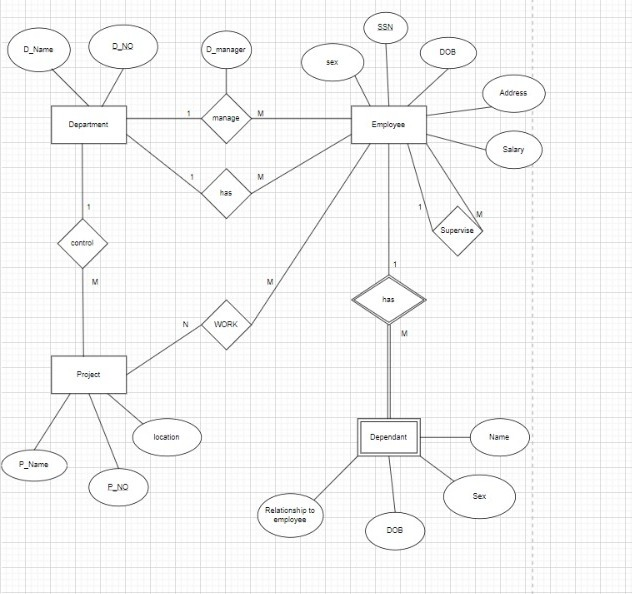 SSN
D_Name
D_NO
D_manager
DOB
sex
Address
Department
1
manage
M
Employee
Salary
1
has
M
1
1
Supervise
M
control
1
M
has
M
N
WORK
M
Project
location
Dependant
Name
P_Name
P_NO
Sex
Relationship to
employee
DOB